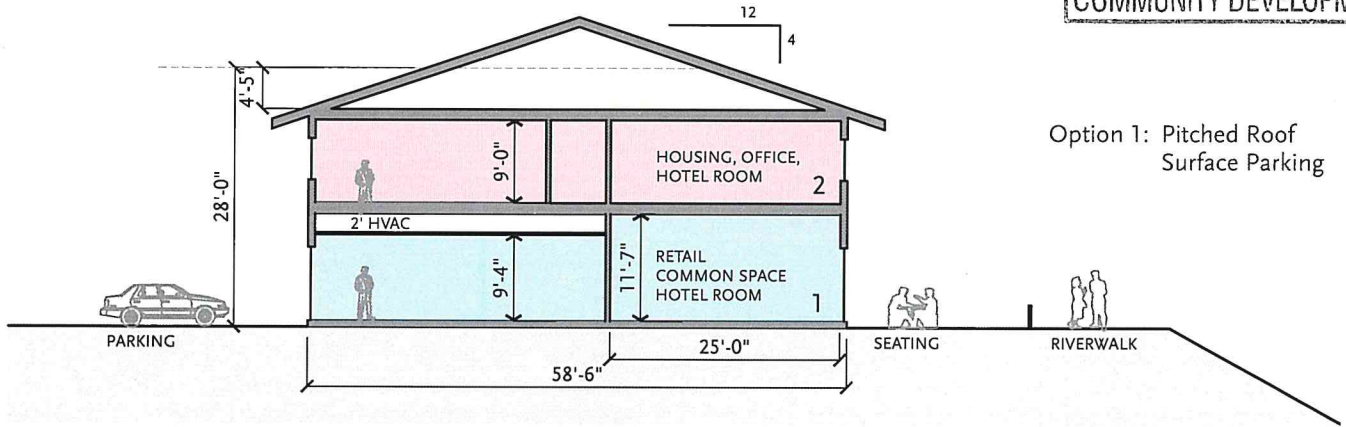 COMMUNITY DEVELOPM
12
4
4'-5"
28'-0"
Option 1: Pitched Roof
Surface Parking
9'-0"
HOUSING, OFFICE,
HOTEL ROOM
2
2' HVAC
9'-4"
11'-7"
RETAIL
COMMON SPACE
HOTEL ROOM
1
PARKING
25'-0"
SEATING
RIVERWALK
58'-6"